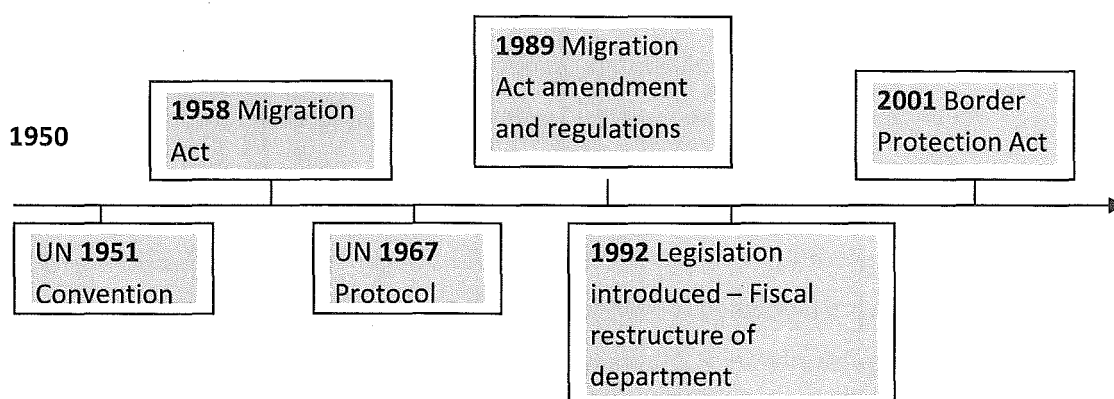 1950
1958 Migration
Act
1989 Migration
Act amendment
and regulations
2001 Border
Protection Act
UN 1951
Convention
UN 1967
Protocol
1992 Legislation
introduced – Fiscal
restructure of
department